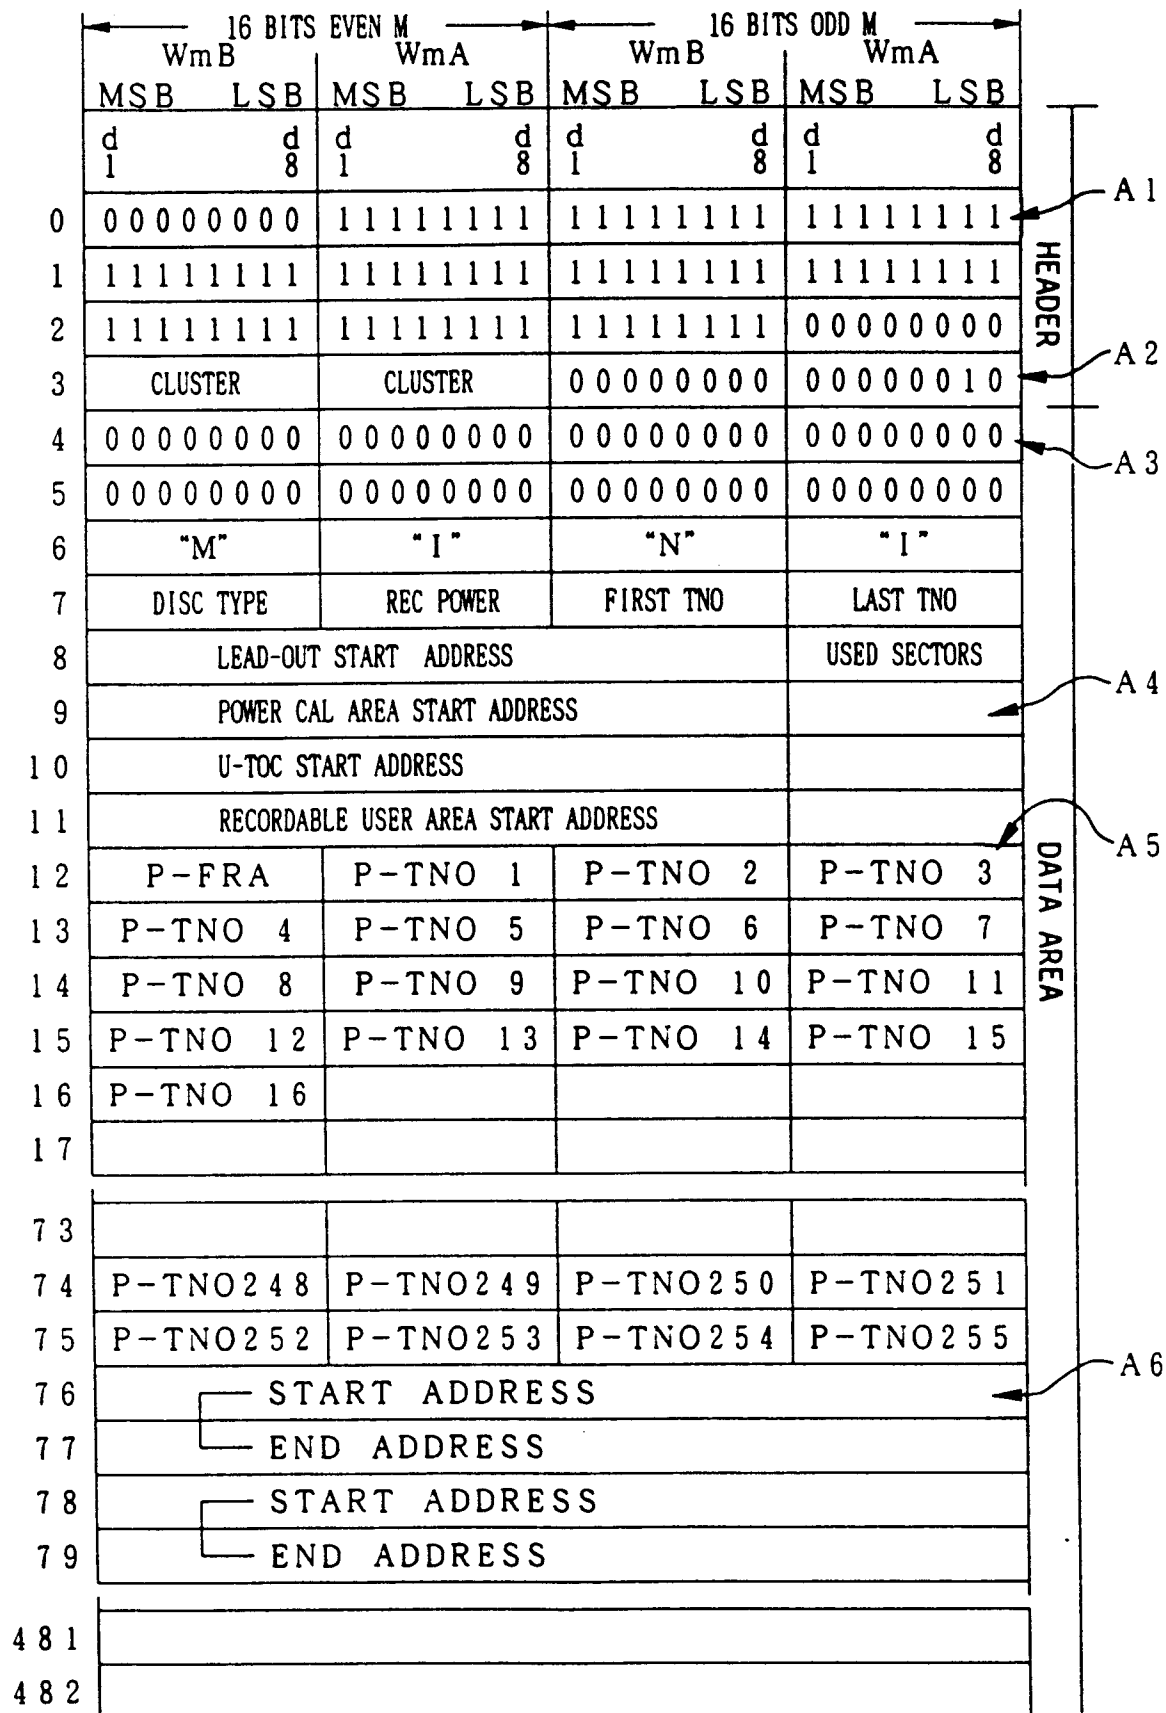 16 BITS EVEN M 16 BITS ODD M
WmB WmA WmB WmA
MSB LSB MSB LSB MSB LSB MSB LSB
d d d d d d d d
1 8 1 8 1 8 1 8
A1
0 00000000 11111111 11111111 11111111
1 11111111 11111111 11111111 11111111
HEADER
2 11111111 11111111 11111111 00000000
A2
3 CLUSTER CLUSTER 00000000 00000010
4 00000000 00000000 00000000 00000000
A3
5 00000000 00000000 00000000 00000000
6 "M" "I" "N" "I"
7 DISC TYPE REC POWER FIRST TNO LAST TNO
8 LEAD-OUT START ADDRESS USED SECTORS
A4
9 POWER CAL AREA START ADDRESS
10 U-TOC START ADDRESS
11 RECORDABLE USER AREA START ADDRESS
A5
12 P-FRA P-TNO 1 P-TNO 2 P-TNO 3
DATA AREA
13 P-TNO 4 P-TNO 5 P-TNO 6 P-TNO 7
14 P-TNO 8 P-TNO 9 P-TNO 10 P-TNO 11
15 P-TNO 12 P-TNO 13 P-TNO 14 P-TNO 15
16 P-TNO 16
17
73
74 P-TNO248 P-TNO249 P-TNO250 P-TNO251
75 P-TNO252 P-TNO253 P-TNO254 P-TNO255
A6
76 START ADDRESS
77 END ADDRESS
78 START ADDRESS
79 END ADDRESS
481
482